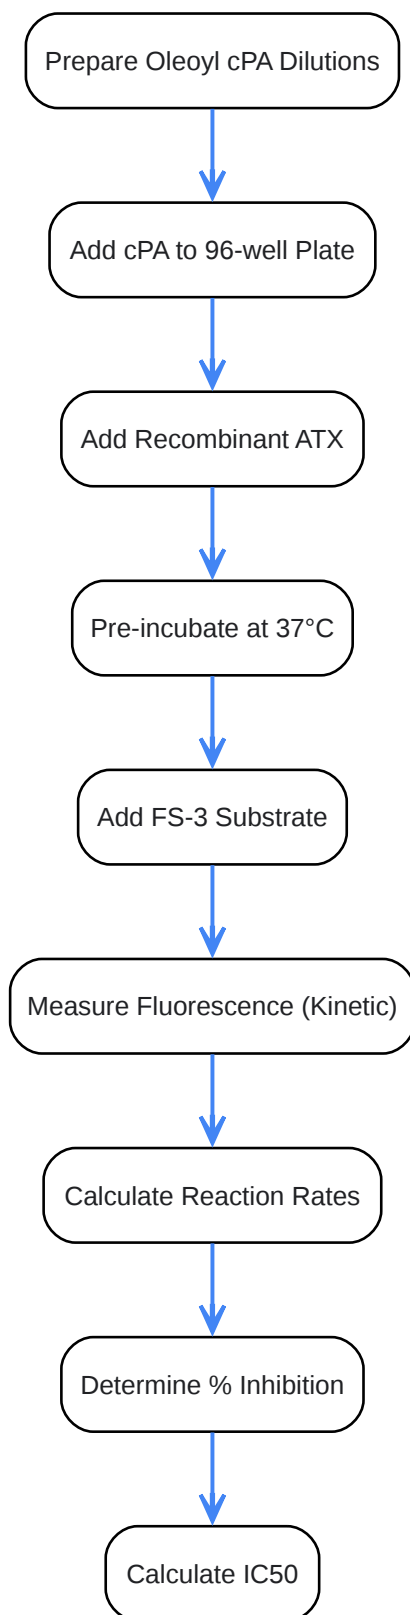 Prepare Oleoyl cPA Dilutions
Add cPA to 96-well Plate
Add Recombinant ATX
Pre-incubate at 37°C
Add FS-3 Substrate
Measure Fluorescence (Kinetic)
Calculate Reaction Rates
Determine % Inhibition
Calculate IC50